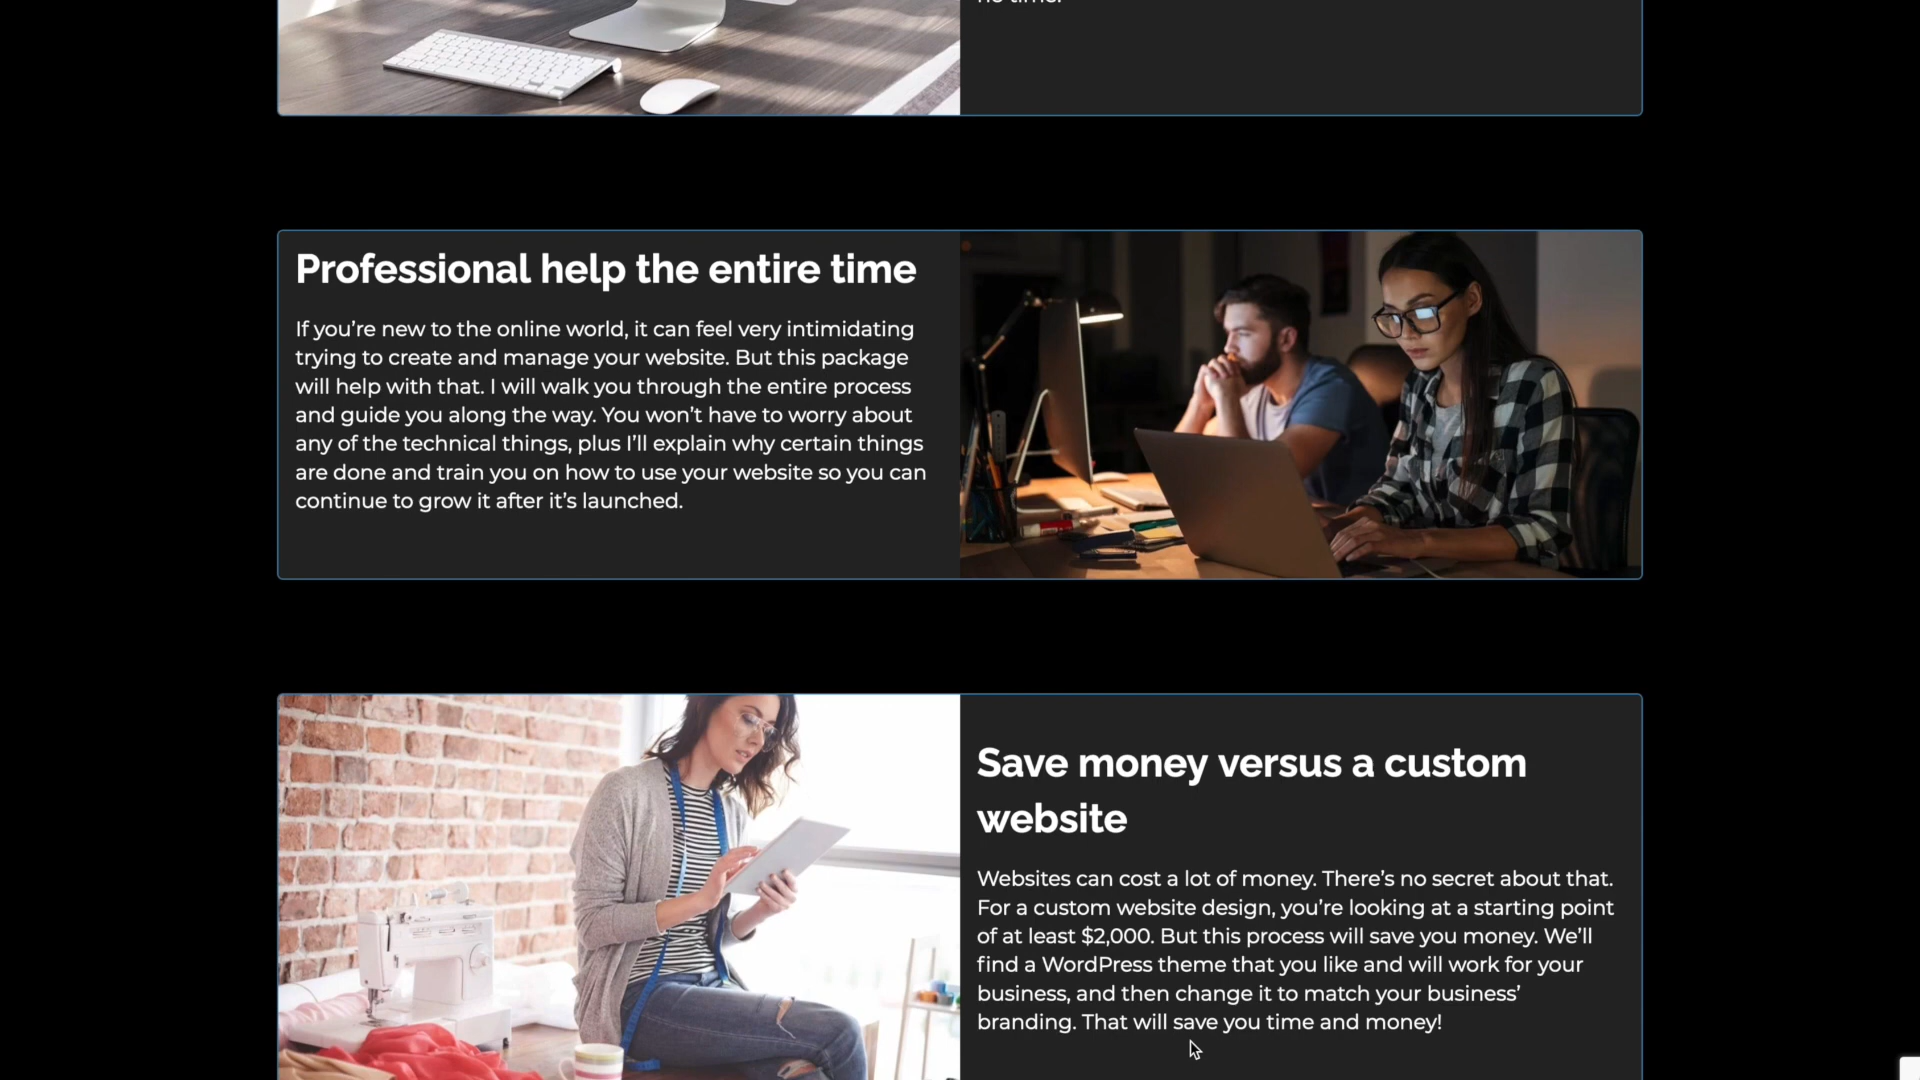 Professional help the entire time
If you’re new to the online world, it can feel very intimidating
trying to create and manage your website. But this package
will help with that. I will walk you through the entire process
and guide you along the way. You won’t have to worry about
any of the technical things, plus I’ll explain why certain things
are done and train you on how to use your website so you can
continue to grow it after it’s launched.
Save money versus a custom
website
Websites can cost a lot of money. There’s no secret about that.
For a custom website design, you’re looking at a starting point
of at least $2,000. But this process will save you money. We’ll
find a WordPress theme that you like and will work for your
business, and then change it to match your business’
branding. That will save you time and money!